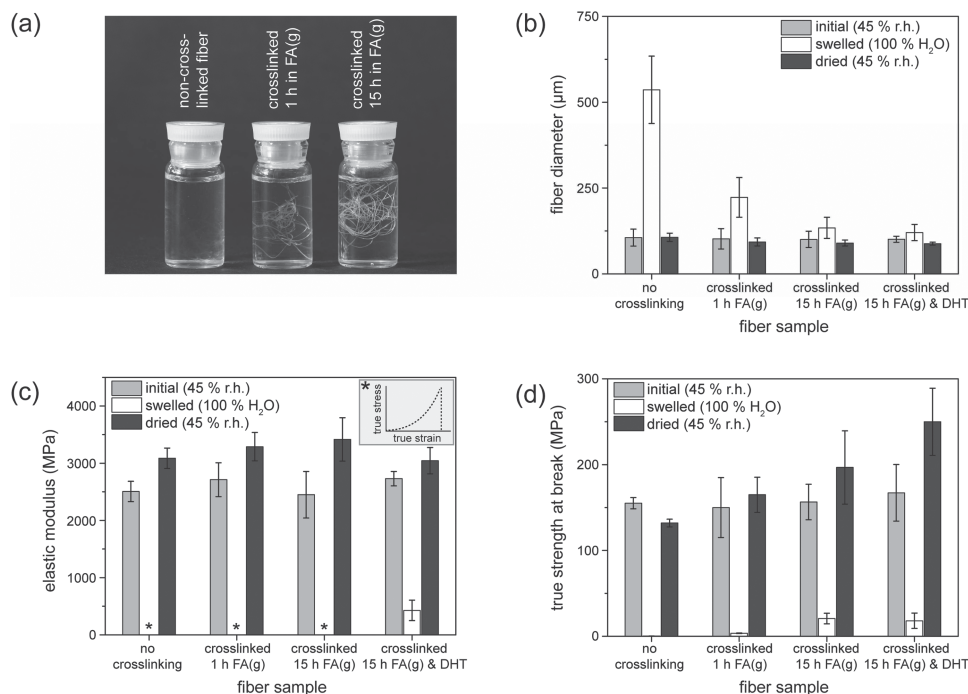 (a)
non-cross-
linked fiber
crosslinked
1 h in FA(g)
crosslinked
15 h in FA(g)
(b)
initial (45 % r.h.)
swelled (100 % H₂O)
dried (45 % r.h.)
fiber diameter (µm)
750
500
250
0
no
crosslinking
crosslinked
1 h FA(g)
crosslinked
15 h FA(g)
crosslinked
15 h FA(g) & DHT
fiber sample
(c)
initial (45 % r.h.)
swelled (100 % H₂O)
dried (45 % r.h.)
*
true stress
true strain
elastic modulus (MPa)
4000
3000
2000
1000
0
* * *
no
crosslinking
crosslinked
1 h FA(g)
crosslinked
15 h FA(g)
crosslinked
15 h FA(g) & DHT
fiber sample
(d)
initial (45 % r.h.)
swelled (100 % H₂O)
dried (45 % r.h.)
true strength at break (MPa)
300
200
100
0
no
crosslinking
crosslinked
1 h FA(g)
crosslinked
15 h FA(g)
crosslinked
15 h FA(g) & DHT
fiber sample